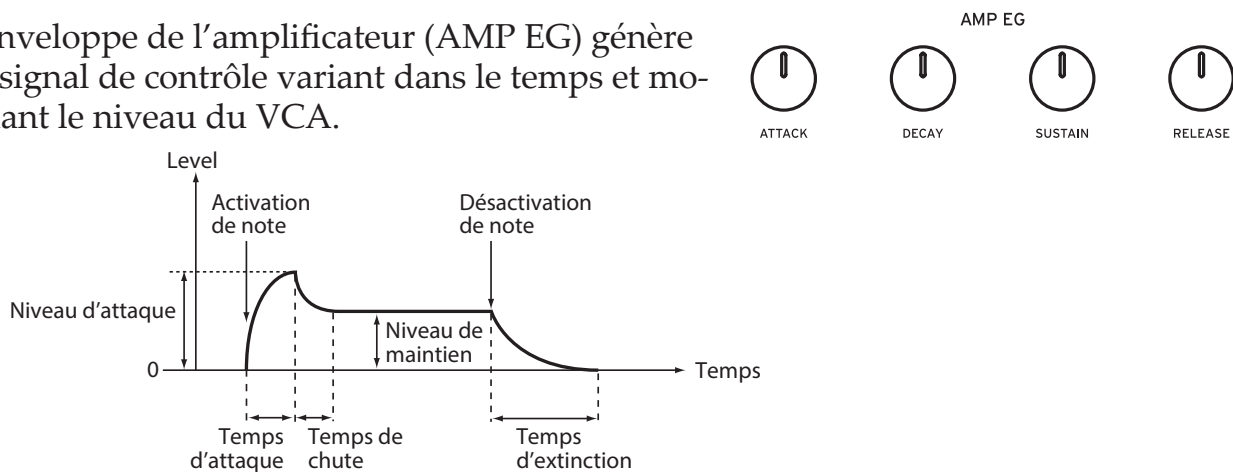 nveloppe de l’amplificateur (AMP EG) génère
signal de contrôle variant dans le temps et mo-
ant le niveau du VCA.
AMP EG
ATTACK DECAY SUSTAIN RELEASE
Level
Activation
de note
Désactivation
de note
Niveau d’attaque
Niveau de
maintien
0
Temps
Temps
d’attaque
Temps de
chute
Temps
d’extinction